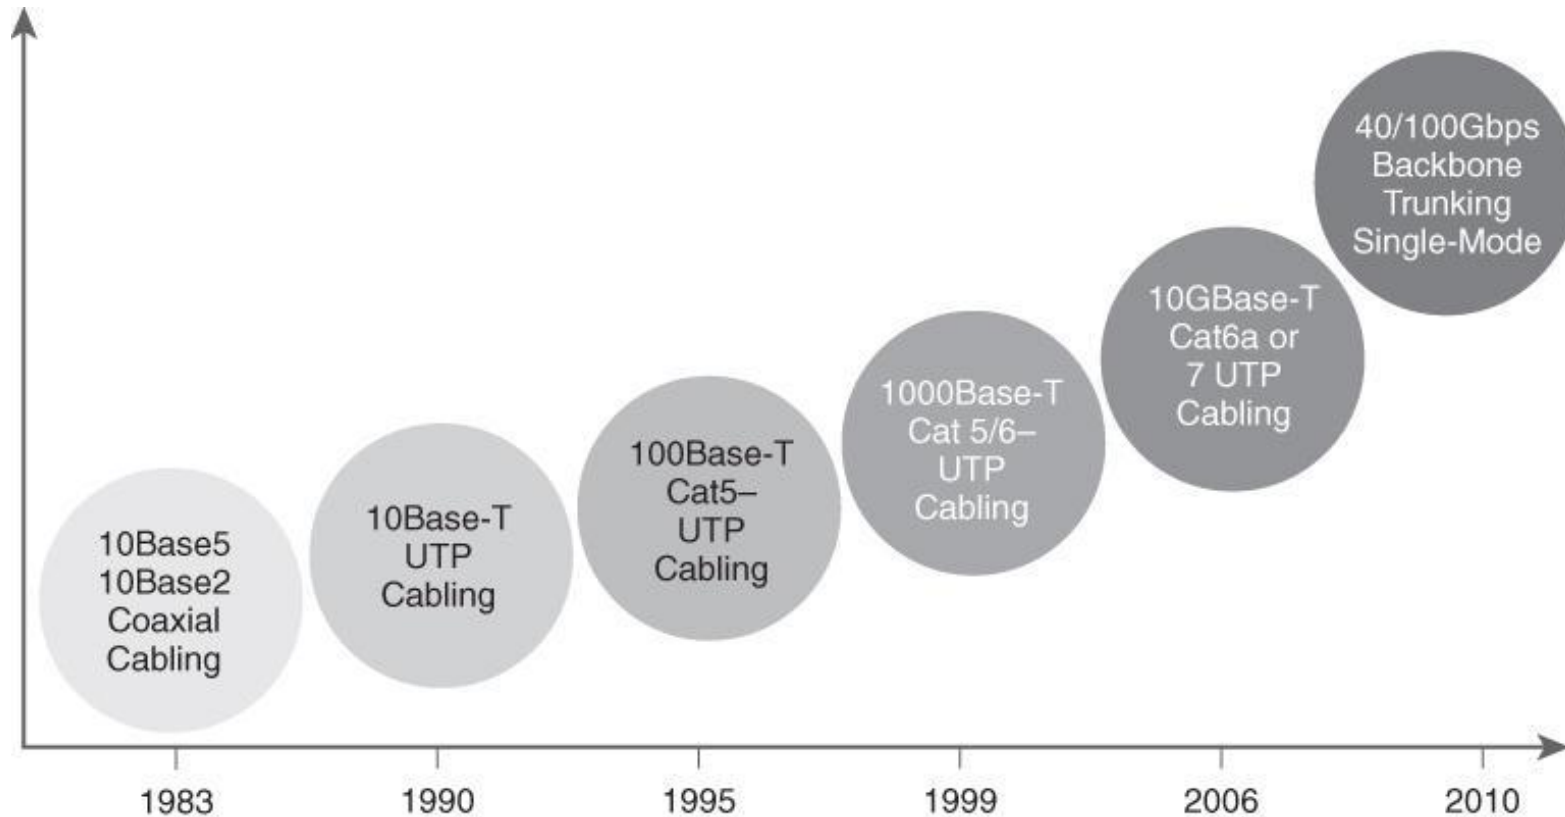 10Base5
10Base2
Coaxial
Cabling
10Base-T
UTP
Cabling
100Base-T
Cat5–
UTP
Cabling
1000Base-T
Cat 5/6–
UTP
Cabling
10GBase-T
Cat6a or
7 UTP
Cabling
40/100Gbps
Backbone
Trunking
Single-Mode
1983
1990
1995
1999
2006
2010